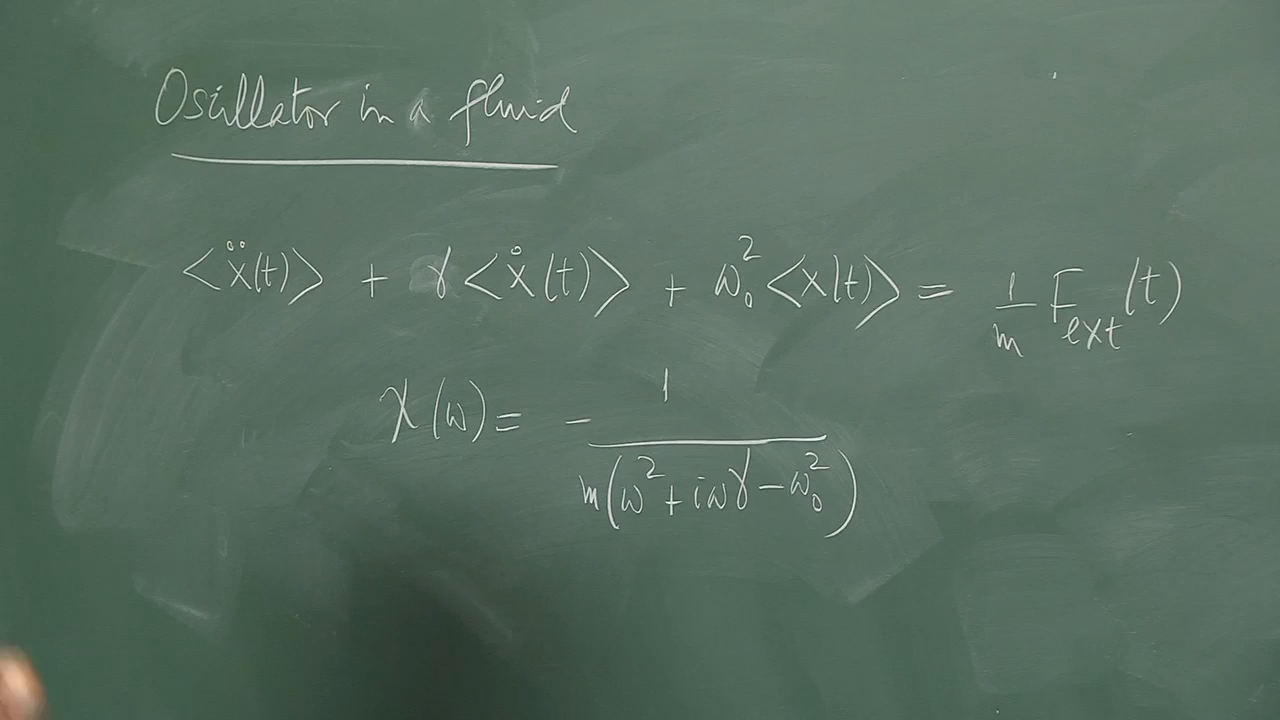 Oscillator in a fluid
<ẍ(t)> + γ<ẋ(t)> + ω₀²<x(t)> = 1/m F_ext(t)
χ(ω) = - 1/m(ω² + iωγ - ω₀²)